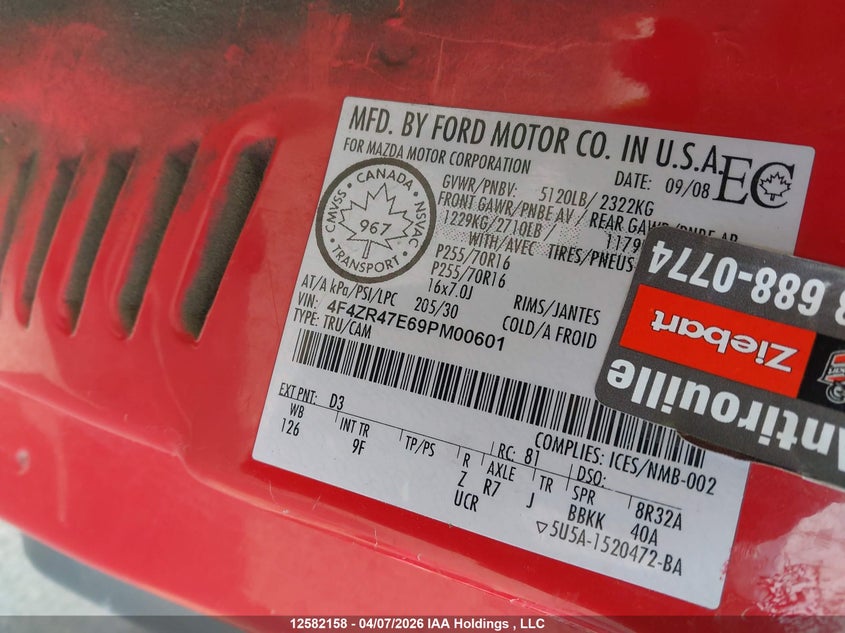 MFD. BY FORD MOTOR CO. IN U.S.A.
FOR MAZDA MOTOR CORPORATION
DATE: 09/08
EC
GVWR/PNBV: 5120LB/ 2322KG
FRONT GAWR/PNBE AV / REAR
1229KG/2710LB /
WITH/AVEC TIRES/PNEUS
P255/70R16
P255/70R16
16x7.0J RIMS/JANTES
AT/A kPa/PSI/LPC 205/30 COLD/A FROID
CMVSS • CANADA • NSVAC • TRANSPORT •
967
VIN: 4F4ZR47E69PM00601
TYPE: TRU/CAM
EXT PNT: D3
COMPLIES: ICES/NMB-002
RC: 81 DSO:
WB INT TR TP/PS R AXLE TR SPR 8R32A
126 9F Z R7 J BBKK 40A
UCR
▽5U5A-1520472-BA
688-0774
Ziebart
Antirouille
12582158 - 04/07/2026 IAA Holdings , LLC